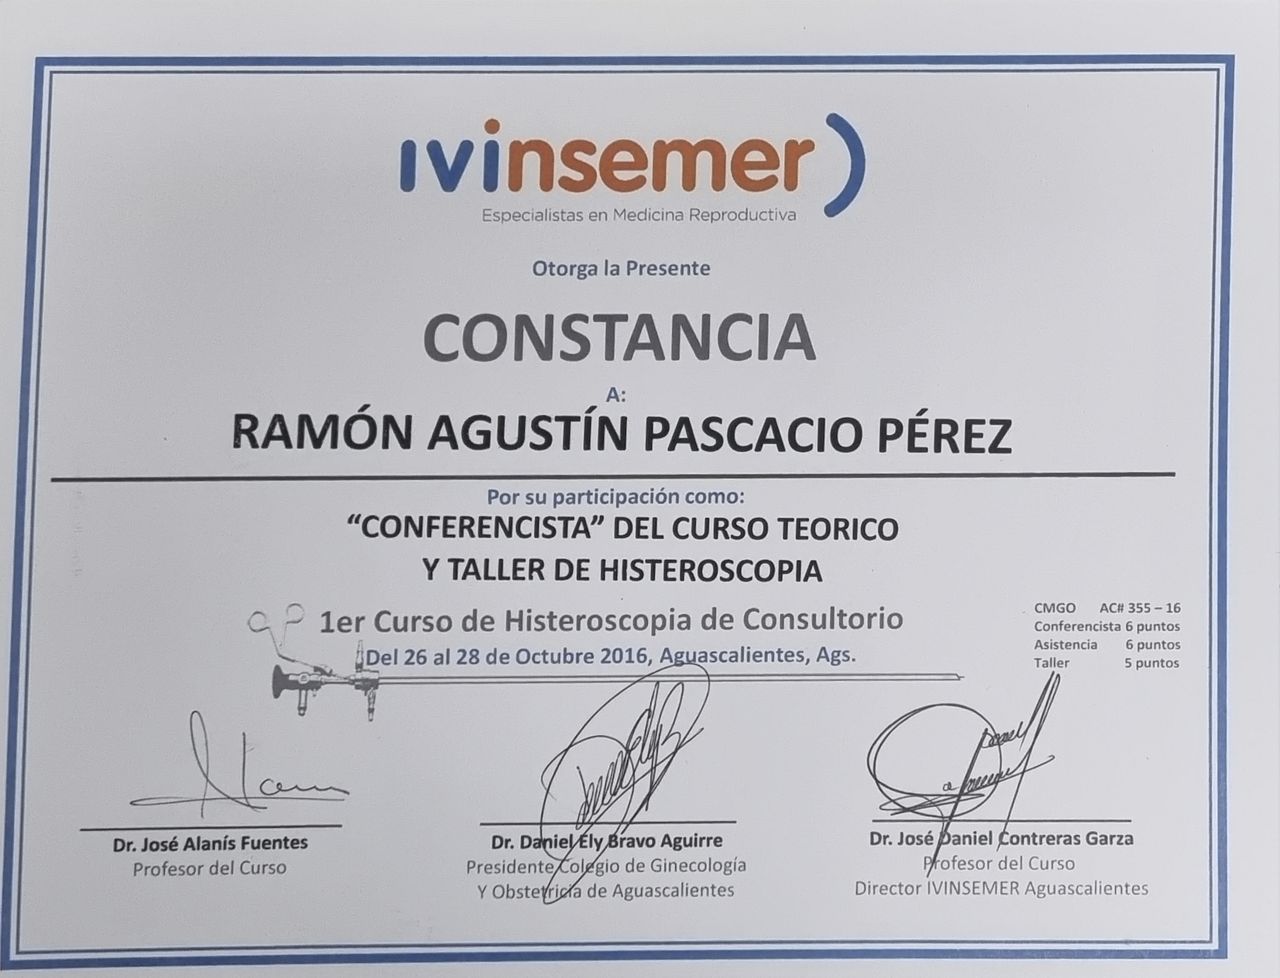 ivinsemer
Especialistas en Medicina Reproductiva
Otorga la Presente
CONSTANCIA
A:
RAMÓN AGUSTÍN PASCACIO PÉREZ
Por su participación como:
“CONFERENCISTA” DEL CURSO TEORICO
Y TALLER DE HISTEROSCOPIA
1er Curso de Histeroscopia de Consultorio
Del 26 al 28 de Octubre 2016, Aguascalientes, Ags.
CMGO AC# 355 – 16
Conferencista 6 puntos
Asistencia 6 puntos
Taller 5 puntos
Dr. José Alanís Fuentes
Profesor del Curso
Dr. Daniel Ely Bravo Aguirre
Presidente Colegio de Ginecología
Y Obstetricia de Aguascalientes
Dr. José Daniel Contreras Garza
Profesor del Curso
Director IVINSEMER Aguascalientes